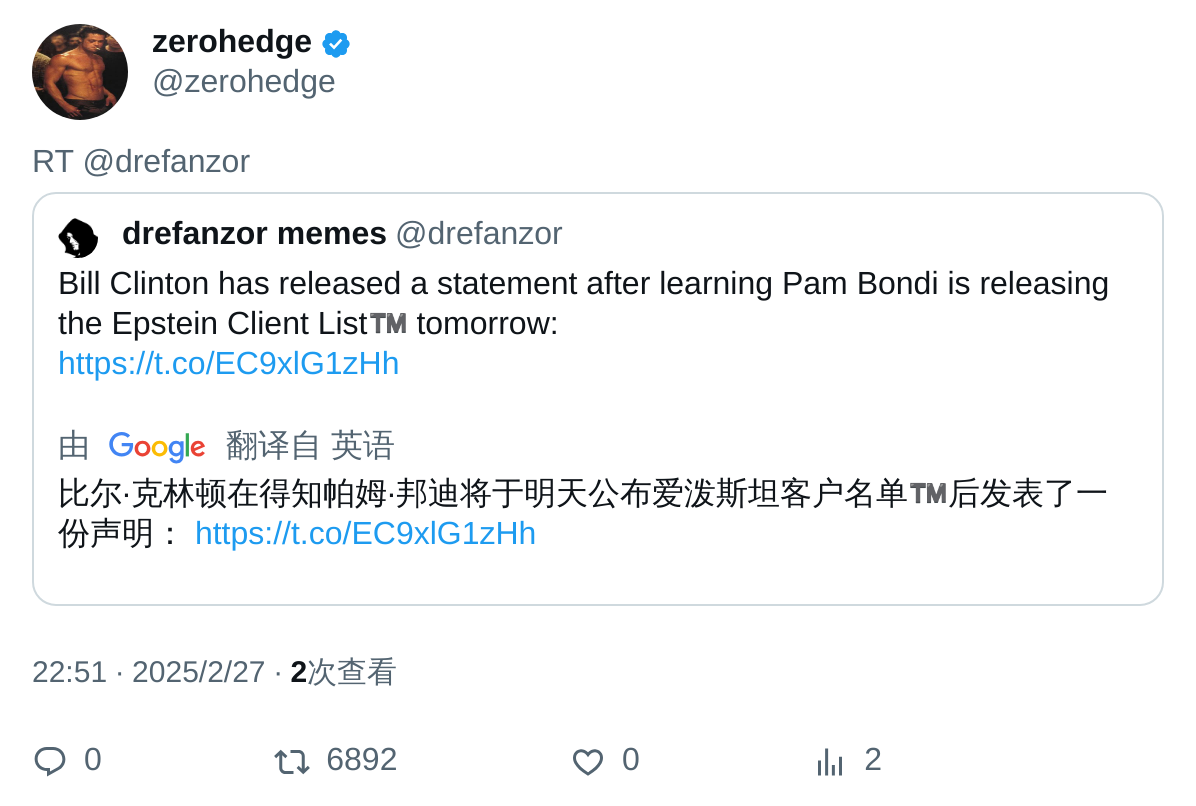 zerohedge
@zerohedge
RT @drefanzor
drefanzor memes @drefanzor
Bill Clinton has released a statement after learning Pam Bondi is releasing
the Epstein Client List™️ tomorrow:
https://t.co/EC9xlG1zHh
由 Google 翻译自 英语
比尔·克林顿在得知帕姆·邦迪将于明天公布爱泼斯坦客户名单™️后发表了一
份声明： https://t.co/EC9xlG1zHh
22:51 · 2025/2/27 · 2次查看
0 6892 0 2